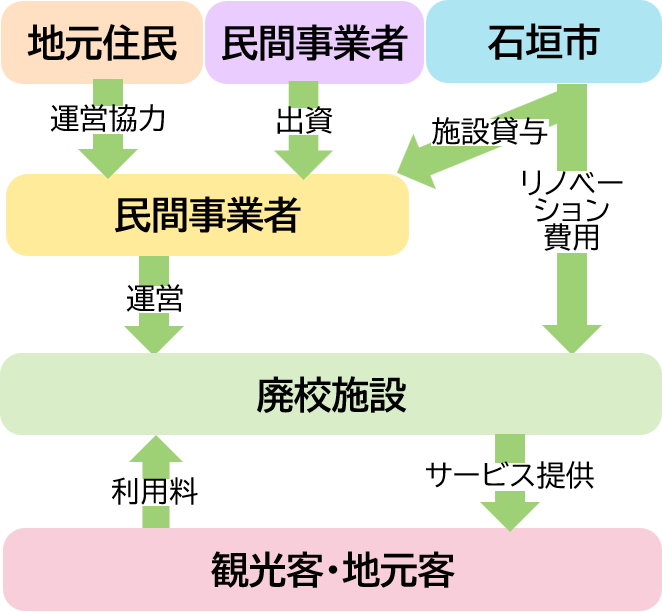 地元住民
民間事業者
石垣市
運営協力
出資
施設貸与
リノベー
ション
費用
民間事業者
運営
廃校施設
利用料
サービス提供
観光客・地元客